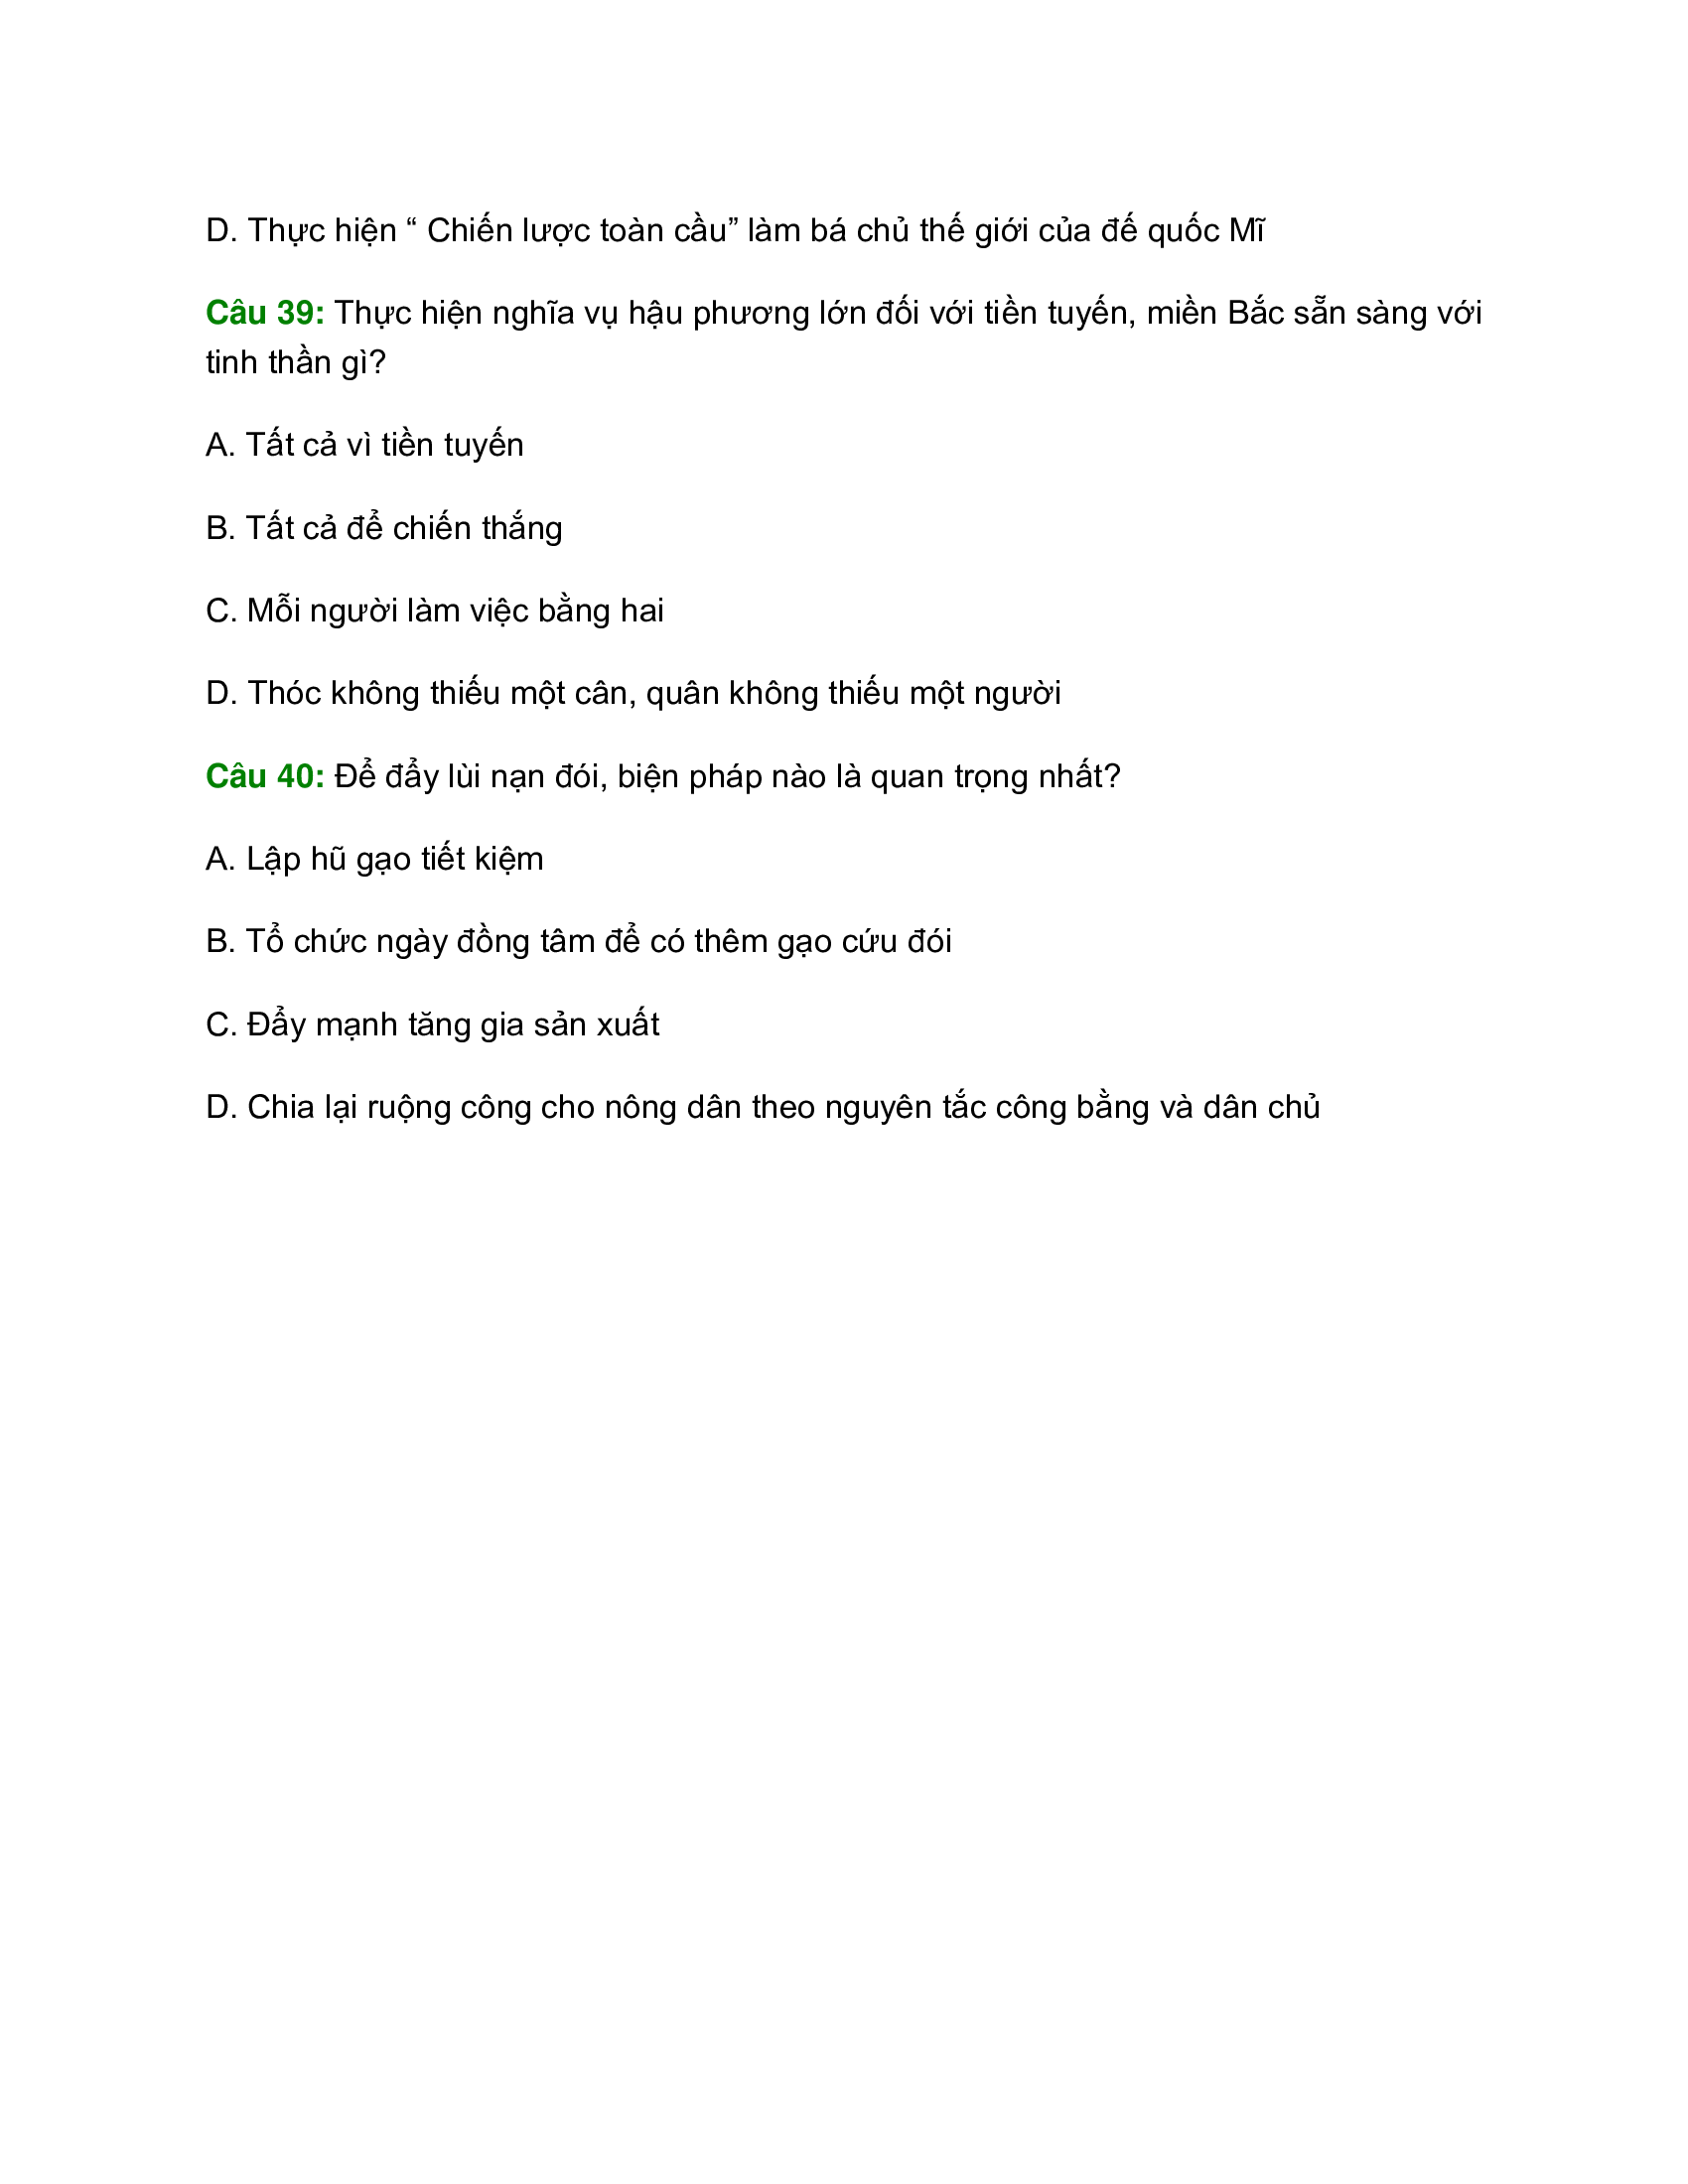 D. Thực hiện “ Chiến lược toàn cầu” làm bá chủ thế giới của đế quốc Mĩ
Câu 39: Thực hiện nghĩa vụ hậu phương lớn đối với tiền tuyến, miền Bắc sẵn sàng với
tinh thần gì?
A. Tất cả vì tiền tuyến
B. Tất cả để chiến thắng
C. Mỗi người làm việc bằng hai
D. Thóc không thiếu một cân, quân không thiếu một người
Câu 40: Để đẩy lùi nạn đói, biện pháp nào là quan trọng nhất?
A. Lập hũ gạo tiết kiệm
B. Tổ chức ngày đồng tâm để có thêm gạo cứu đói
C. Đẩy mạnh tăng gia sản xuất
D. Chia lại ruộng công cho nông dân theo nguyên tắc công bằng và dân chủ